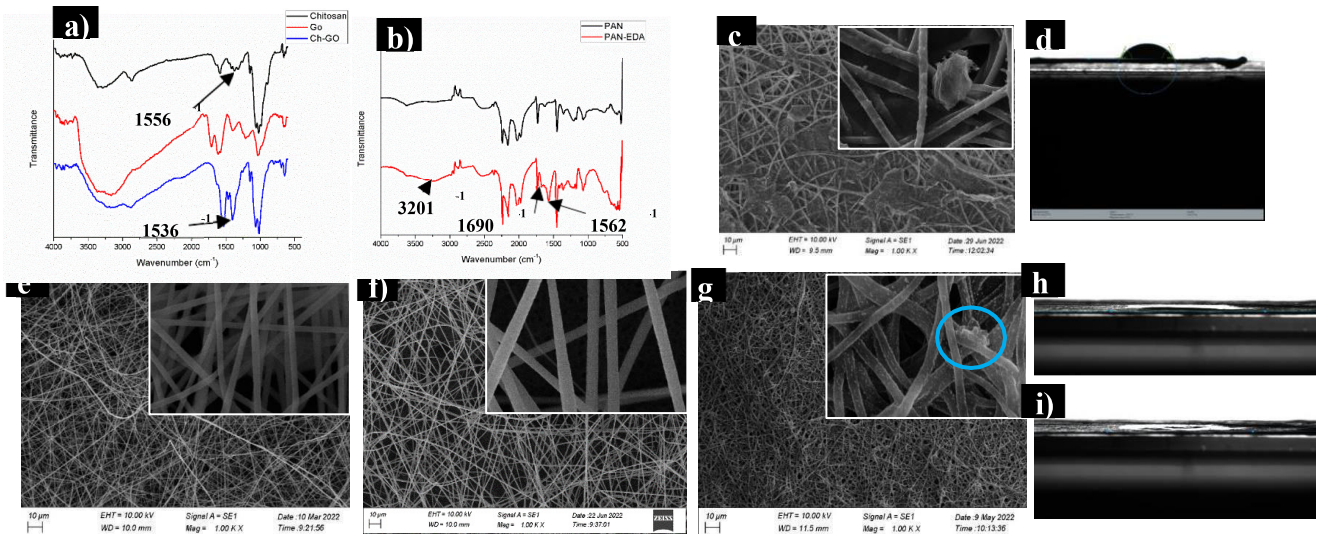 a)
Chitosan
Go
Ch-GO
1556
-1
1536
-1
Transmittance
4000 3500 3000 2500 2000 1500 1000 500
Wavenumber (cm-1)
b)
PAN
PAN-EDA
3201
-1
1690
-1
1562
-1
Transmittance
4000 3500 3000 2500 2000 1500 1000 500
Wavenumber (cm-1)
c
10 µm
EHT = 10.00 kV
WD = 9.5 mm
Signal A = SE1
Mag = 1.00 K X
Date :29 Jun 2022
Time :12:02:34
d
e
10 µm
EHT = 10.00 kV
WD = 10.0 mm
Signal A = SE1
Mag = 1.00 K X
Date :10 Mar 2022
Time :9:21:56
f)
10 µm
EHT = 10.00 kV
WD = 10.0 mm
Signal A = SE1
Mag = 1.00 K X
Date :22 Jun 2022
Time :9:37:01
ZEISS
g
10 µm
EHT = 10.00 kV
WD = 11.5 mm
Signal A = SE1
Mag = 1.00 K X
Date :9 May 2022
Time :10:13:36
h
i)